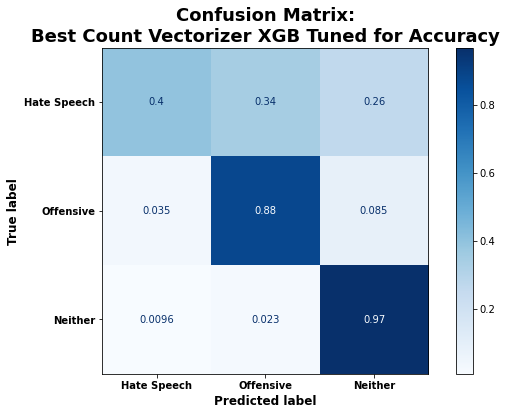 Confusion Matrix:
Best Count Vectorizer XGB Tuned for Accuracy
True label
Hate Speech
0.4
0.34
0.26
Offensive
0.035
0.88
0.085
Neither
0.0096
0.023
0.97
Hate Speech
Offensive
Neither
Predicted label
0.8
0.6
0.4
0.2